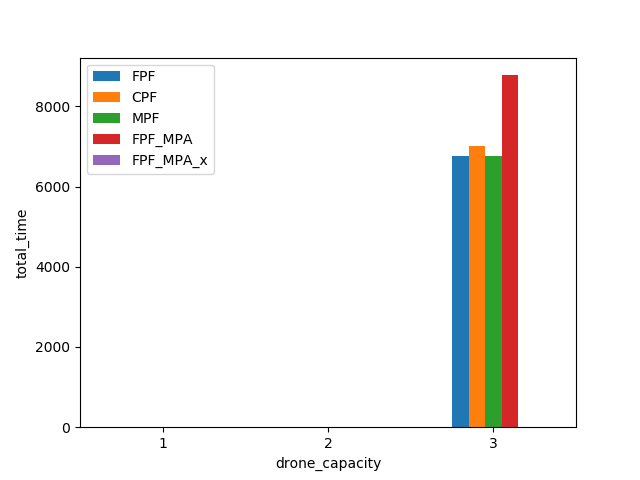 FPF
CPF
MPF
FPF_MPA
FPF_MPA_x
8000
6000
4000
2000
0
total_time
1 2 3
drone_capacity